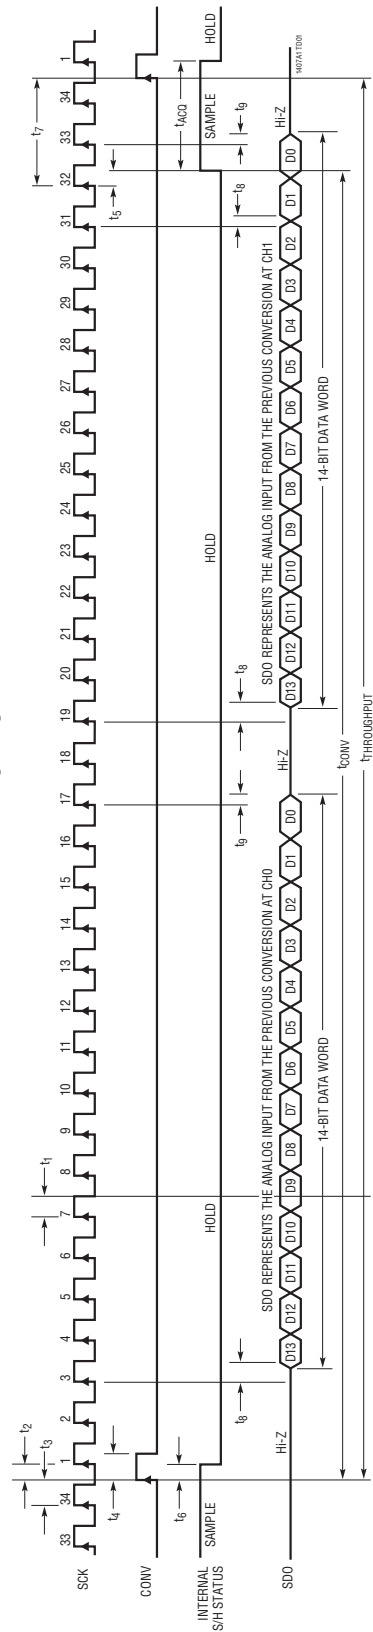 t2
t3
t1
t7
33 34 1 2 3 4 5 6 7 8 9 10 11 12 13 14 15 16 17 18 19 20 21 22 23 24 25 26 27 28 29 30 31 32 33 34 1
SCK
t4
t5
tACQ
CONV
t6
INTERNAL
S/H STATUS
SAMPLE HOLD HOLD SAMPLE HOLD
t8 t9 t8 t8 t9
SDO REPRESENTS THE ANALOG INPUT FROM THE PREVIOUS CONVERSION AT CH0
SDO REPRESENTS THE ANALOG INPUT FROM THE PREVIOUS CONVERSION AT CH1
SDO
Hi-Z D13 D12 D11 D10 D9 D8 D7 D6 D5 D4 D3 D2 D1 D0 Hi-Z D13 D12 D11 D10 D9 D8 D7 D6 D5 D4 D3 D2 D1 D0 Hi-Z
1407A1 TD01
14-BIT DATA WORD 14-BIT DATA WORD
tCONV
tTHROUGHPUT